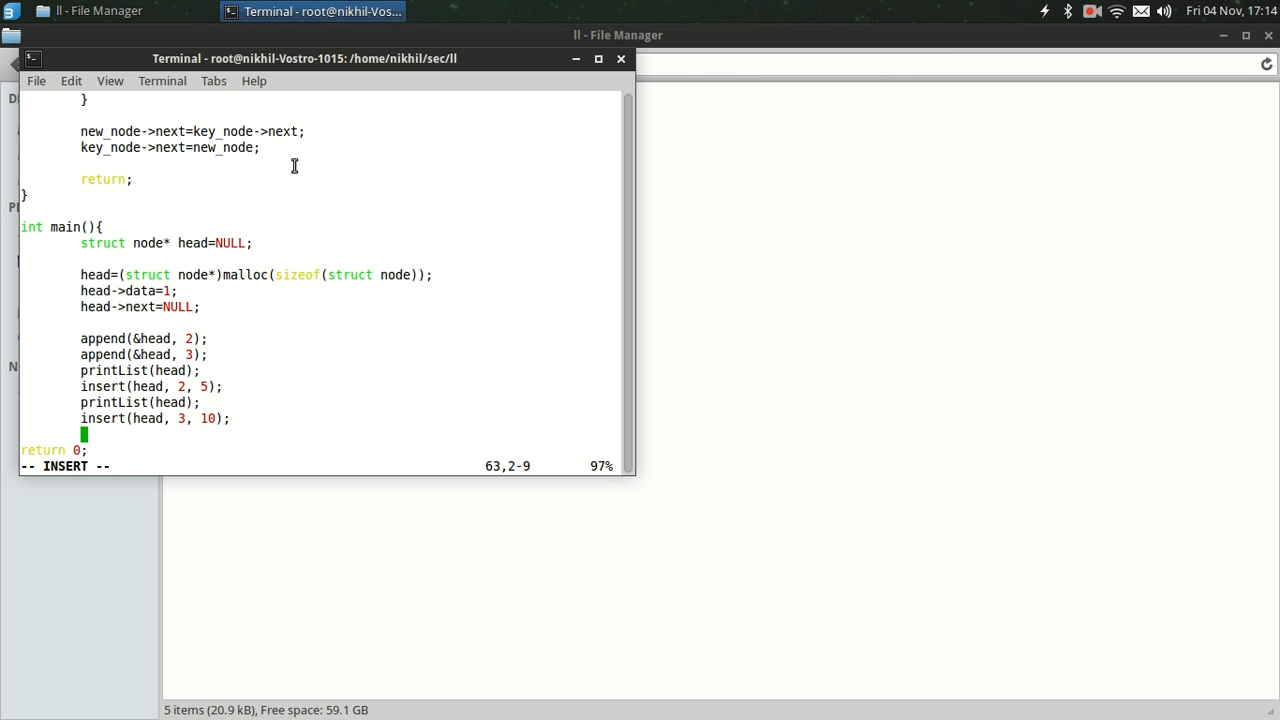 ll - File Manager
Terminal - root@nikhil-Vos...
Fri 04 Nov, 17:14
ll - File Manager
Terminal - root@nikhil-Vostro-1015: /home/nikhil/sec/ll
File Edit View Terminal Tabs Help
}
new_node->next=key_node->next;
key_node->next=new_node;
return;
}
int main(){
struct node* head=NULL;
head=(struct node*)malloc(sizeof(struct node));
head->data=1;
head->next=NULL;
append(&head, 2);
append(&head, 3);
printList(head);
insert(head, 2, 5);
printList(head);
insert(head, 3, 10);
return 0;
-- INSERT -- 63,2-9 97%
5 items (20.9 kB), Free space: 59.1 GB